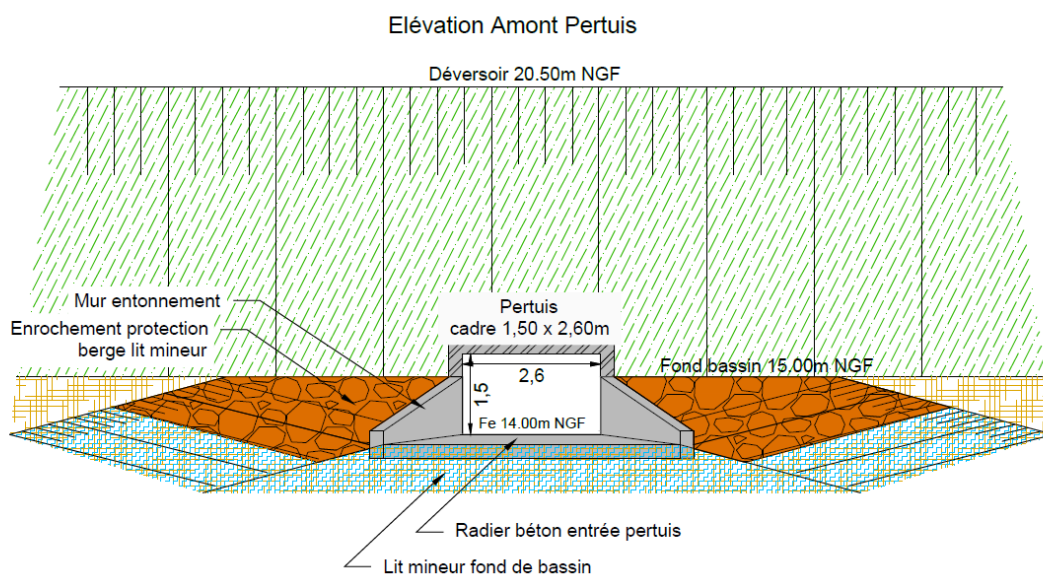 Elévation Amont Pertuis
Déversoir 20.50m NGF
Mur entonnement
Enrochement protection
berge lit mineur
Pertuis
cadre 1,50 x 2,60m
Fond bassin 15.00m NGF
2,6
1,5
Fe 14.00m NGF
Radier béton entrée pertuis
Lit mineur fond de bassin